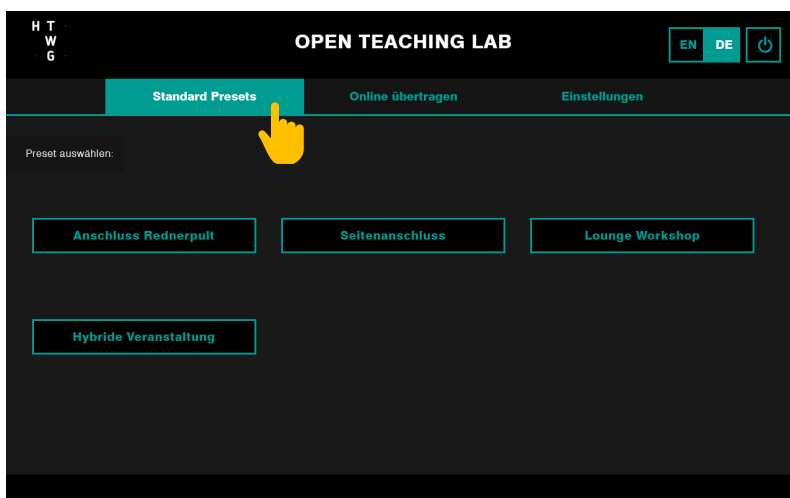 H T
W
G
OPEN TEACHING LAB
EN DE
Standard Presets Online übertragen Einstellungen
Preset auswählen:
Anschluss Rednerpult Seitenanschluss Lounge Workshop
Hybride Veranstaltung